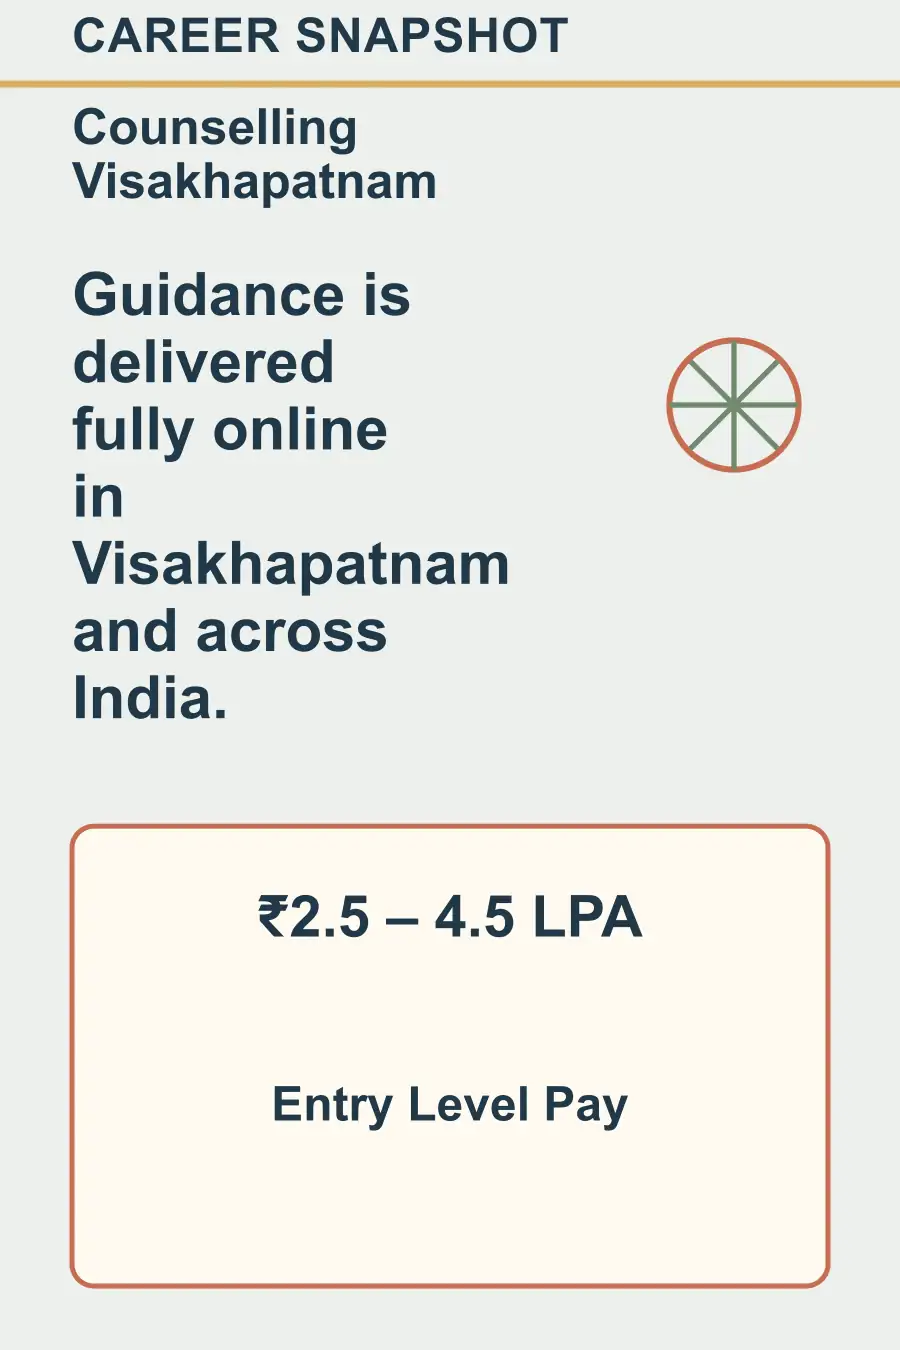 CAREER SNAPSHOT
Counselling
Visakhapatnam
Guidance is
delivered
fully online
in
Visakhapatnam
and across
India.
₹2.5 – 4.5 LPA
Entry Level Pay